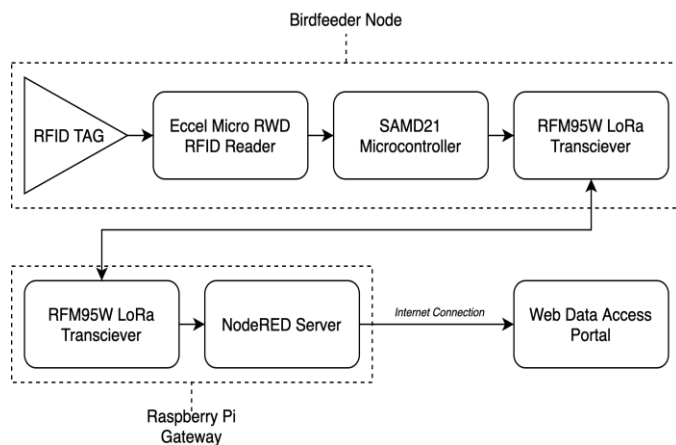 Birdfeeder Node
RFID TAG
Eccel Micro RWD
RFID Reader
SAMD21
Microcontroller
RFM95W LoRa
Transciever
RFM95W LoRa
Transciever
NodeRED Server
Internet Connection
Web Data Access
Portal
Raspberry Pi
Gateway